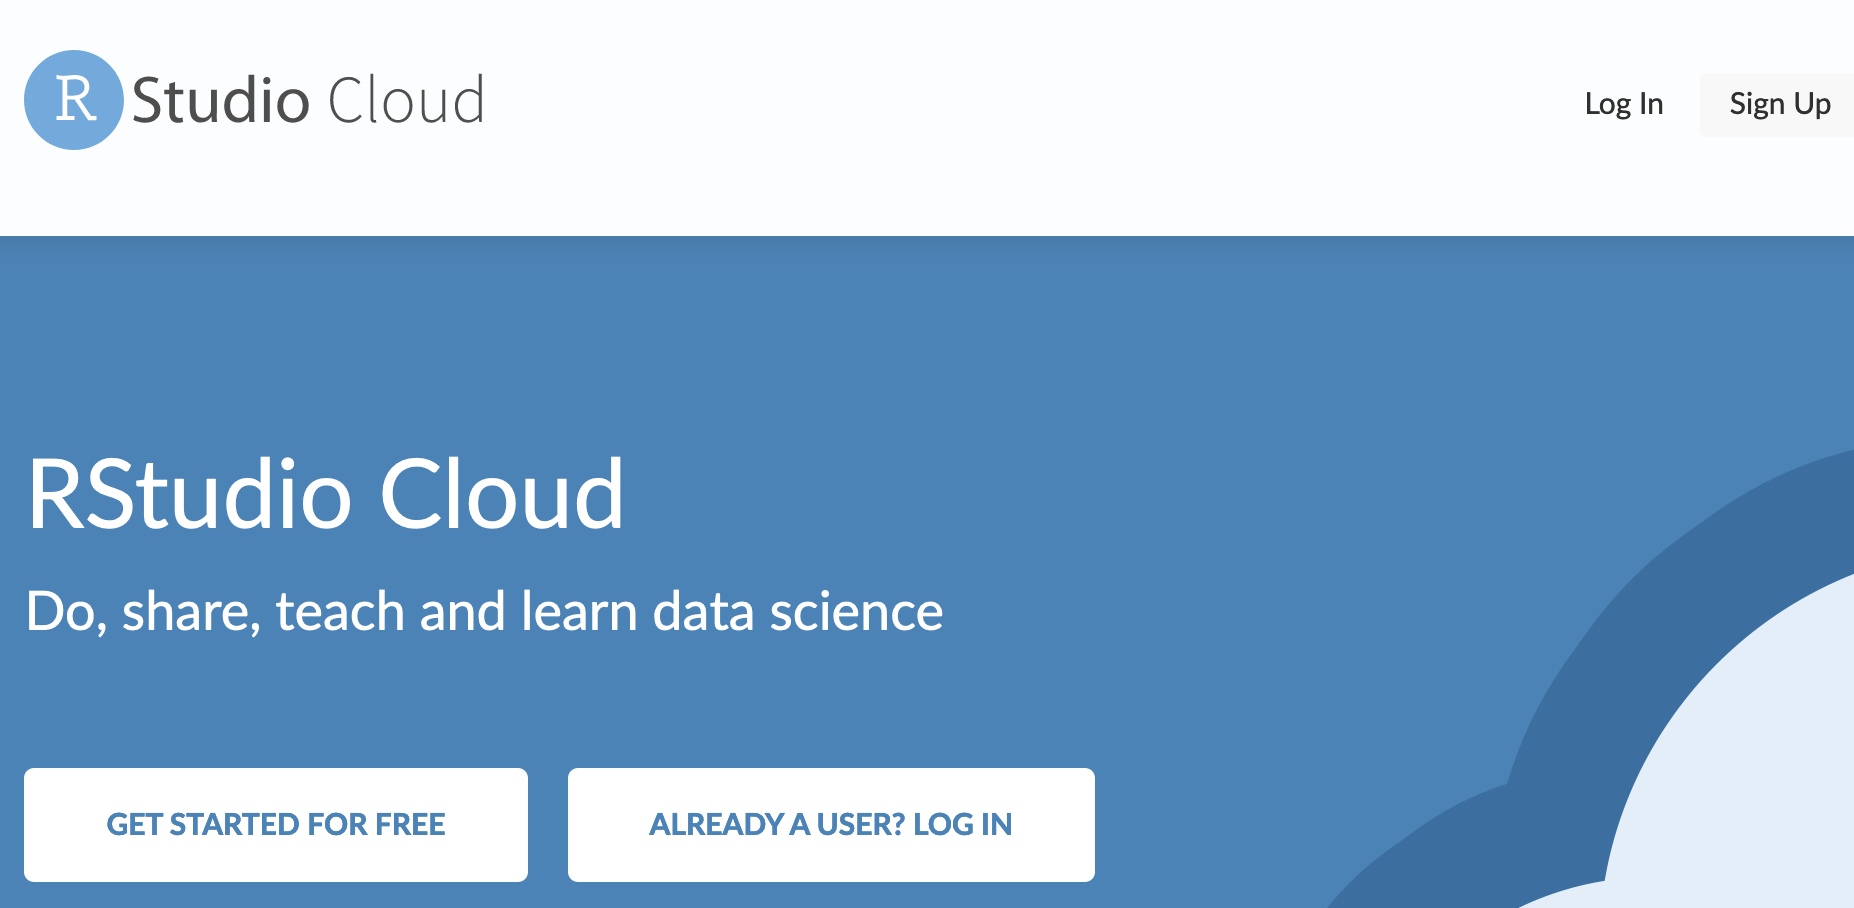 R Studio Cloud
Log In
Sign Up
RStudio Cloud
Do, share, teach and learn data science
GET STARTED FOR FREE
ALREADY A USER? LOG IN